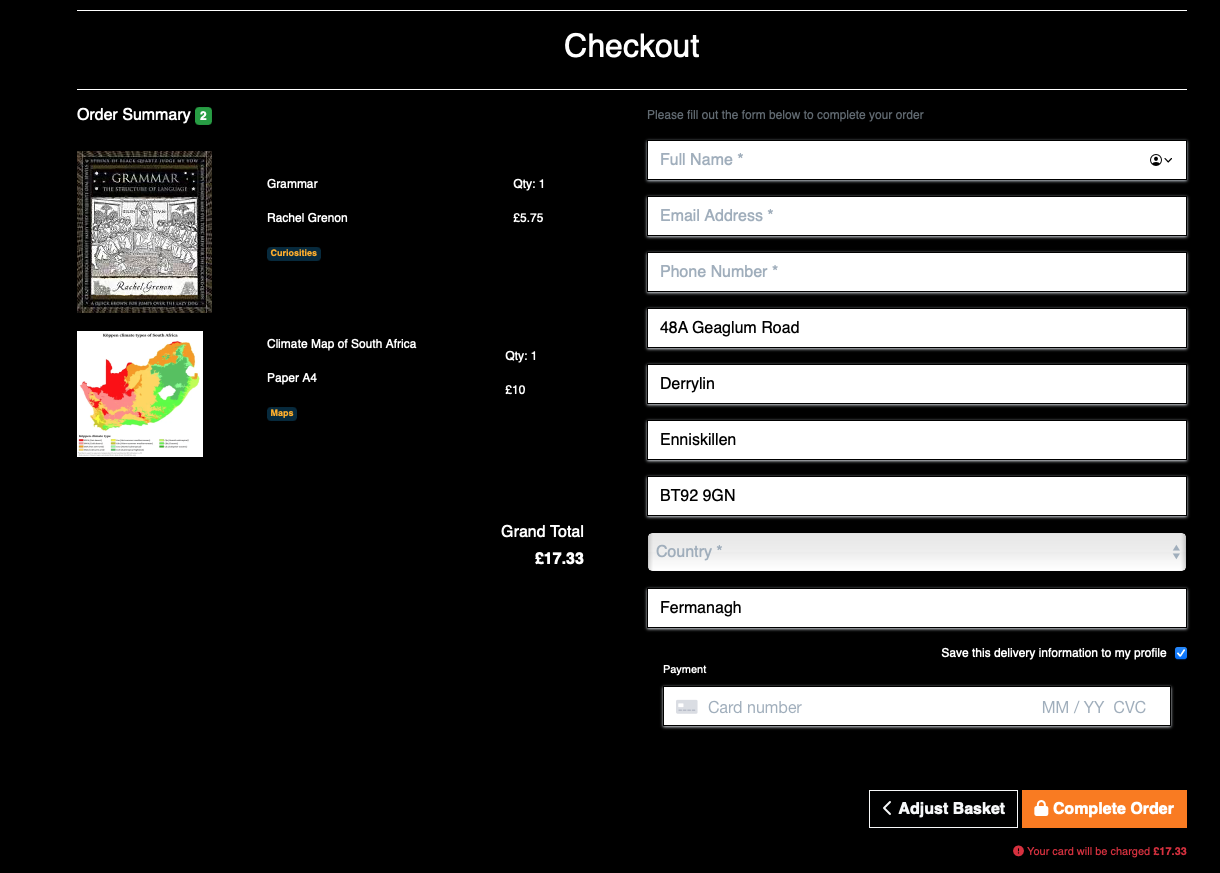 Checkout
Order Summary 2
SPHINX OF BLACK QUARTZ JUDGE MY VOW
GRAMMAR
THE STRUCTURE OF LANGUAGE
Rachel Grenon
A QUICK BROWN FOX JUMPS OVER THE LAZY DOG
Grammar
Qty: 1
Rachel Grenon
£5.75
Curiosities
Köppen climate types of South Africa
Köppen climate type
Climate Map of South Africa
Qty: 1
Paper A4
£10
Maps
Grand Total
£17.33
Please fill out the form below to complete your order
Full Name *
Email Address *
Phone Number *
48A Geaglum Road
Derrylin
Enniskillen
BT92 9GN
Country *
Fermanagh
Save this delivery information to my profile
Payment
Card number MM / YY CVC
Adjust Basket
Complete Order
Your card will be charged £17.33